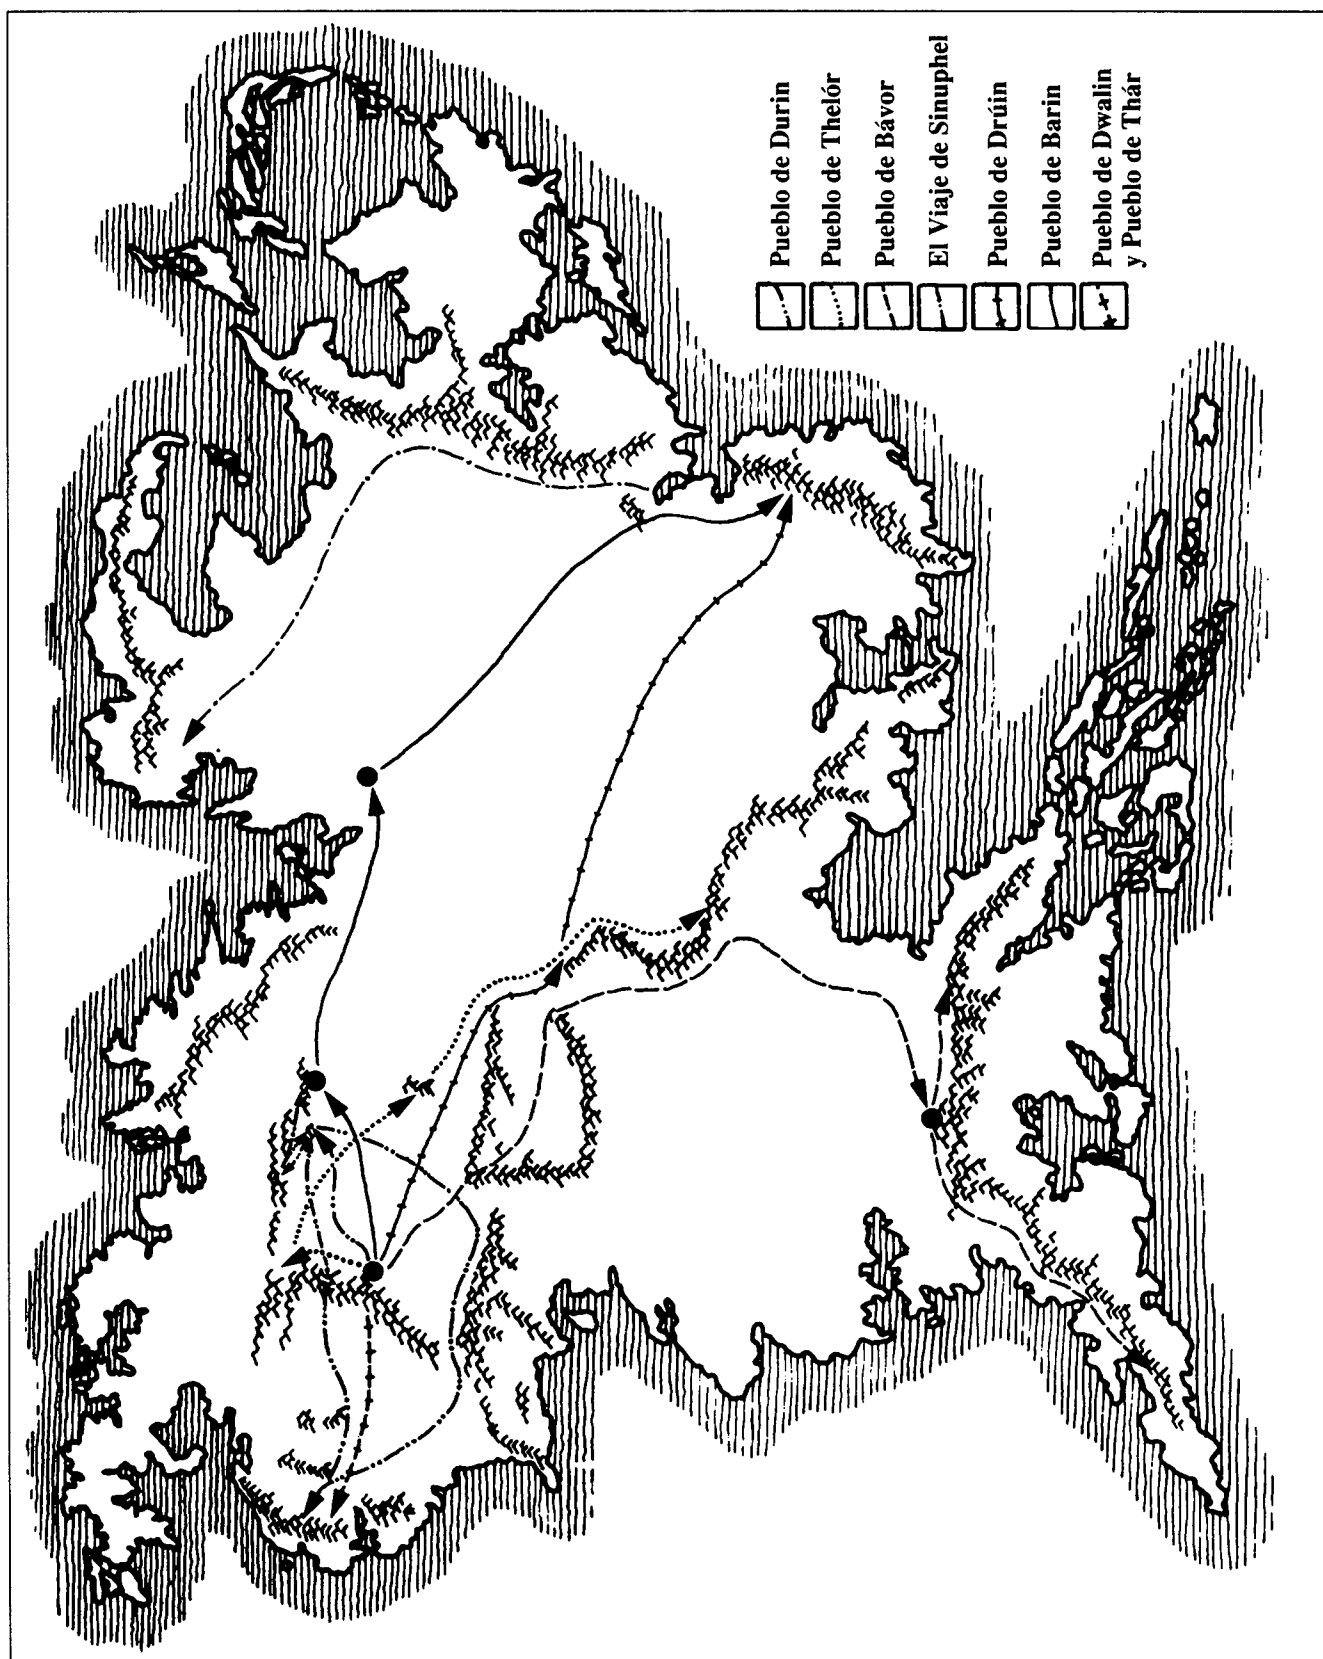 Pueblo de Durin
Pueblo de Thelór
Pueblo de Bávor
El Viaje de Sinuphel
Pueblo de Drúin
Pueblo de Barin
Pueblo de Dwalin
y Pueblo de Thár